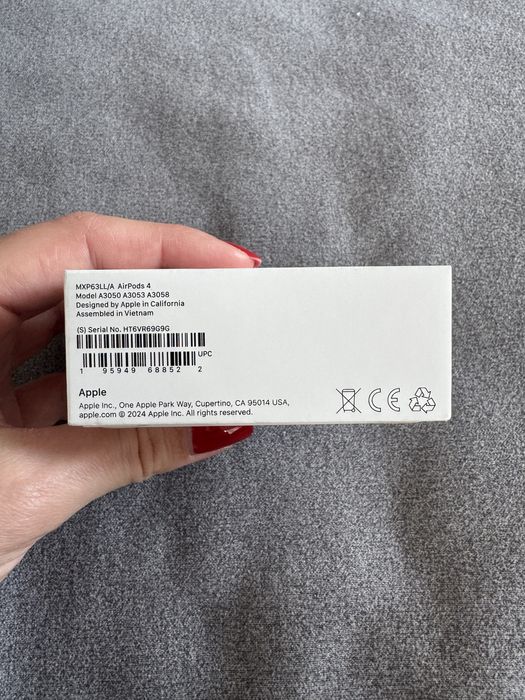 MXP63LL/A AirPods 4
Model A3050 A3053 A3058
Designed by Apple in California
Assembled in Vietnam
(S) Serial No. HT6VR69G9G
UPC
1 95949 68852 2
Apple
Apple Inc., One Apple Park Way, Cupertino, CA 95014 USA,
apple.com © 2024 Apple Inc. All rights reserved.
CE